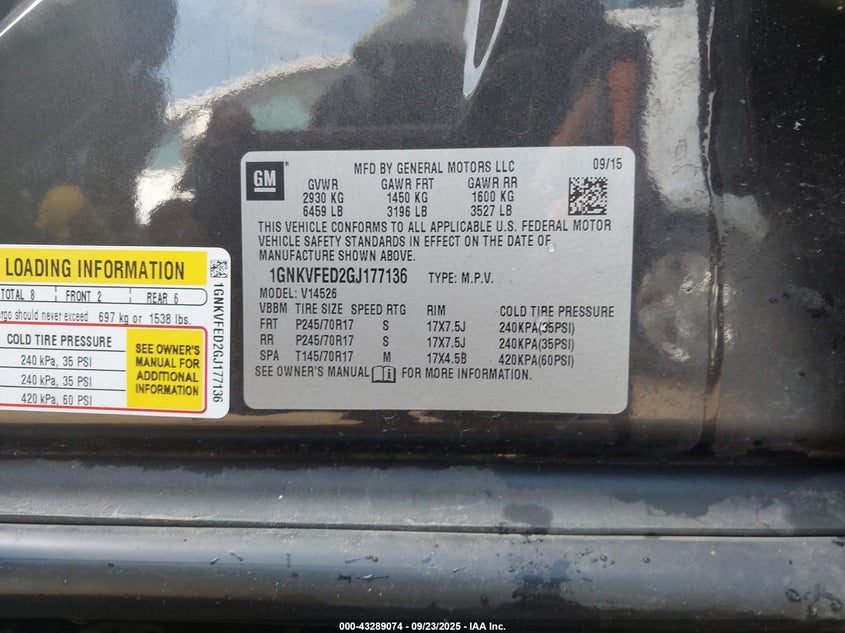 GM
MFD BY GENERAL MOTORS LLC 09/15
GVWR GAWR FRT GAWR RR
2930 KG 1450 KG 1600 KG
6459 LB 3196 LB 3527 LB
THIS VEHICLE CONFORMS TO ALL APPLICABLE U.S. FEDERAL MOTOR
VEHICLE SAFETY STANDARDS IN EFFECT ON THE DATE OF
MANUFACTURE SHOWN ABOVE.
1GNKVFED2GJ177136 TYPE: M.P.V.
MODEL: V14526
VBBM TIRE SIZE SPEED RTG RIM COLD TIRE PRESSURE
FRT P245/70R17 S 17X7.5J 240KPA(35PSI)
RR P245/70R17 S 17X7.5J 240KPA(35PSI)
SPA T145/70R17 M 17X4.5B 420KPA(60PSI)
SEE OWNER'S MANUAL FOR MORE INFORMATION.
LOADING INFORMATION
TOTAL 8 FRONT 2 REAR 6
should never exceed 697 kg or 1538 lbs.
COLD TIRE PRESSURE
240 kPa, 35 PSI
240 kPa, 35 PSI
420 kPa, 60 PSI
SEE OWNER'S
MANUAL FOR
ADDITIONAL
INFORMATION
1GNKVFED2GJ177136
000-43289074 - 09/23/2025 - IAA Inc.